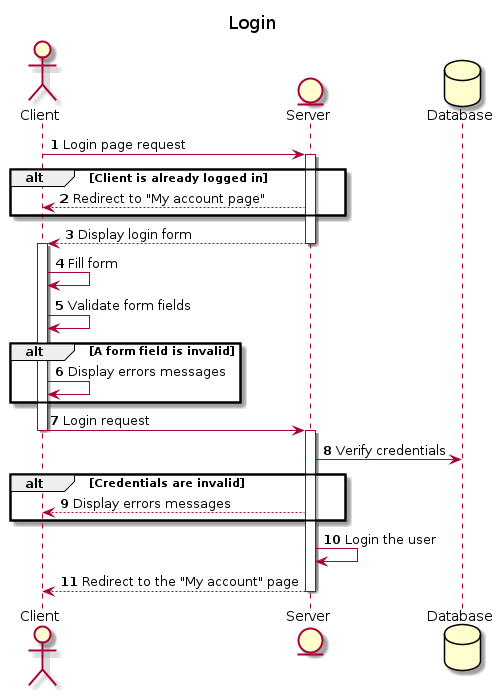 Login
Client
Server
Database
1 Login page request
alt [Client is already logged in]
2 Redirect to "My account page"
3 Display login form
4 Fill form
5 Validate form fields
alt [A form field is invalid]
6 Display errors messages
7 Login request
8 Verify credentials
alt [Credentials are invalid]
9 Display errors messages
10 Login the user
11 Redirect to the "My account" page
Client
Server
Database